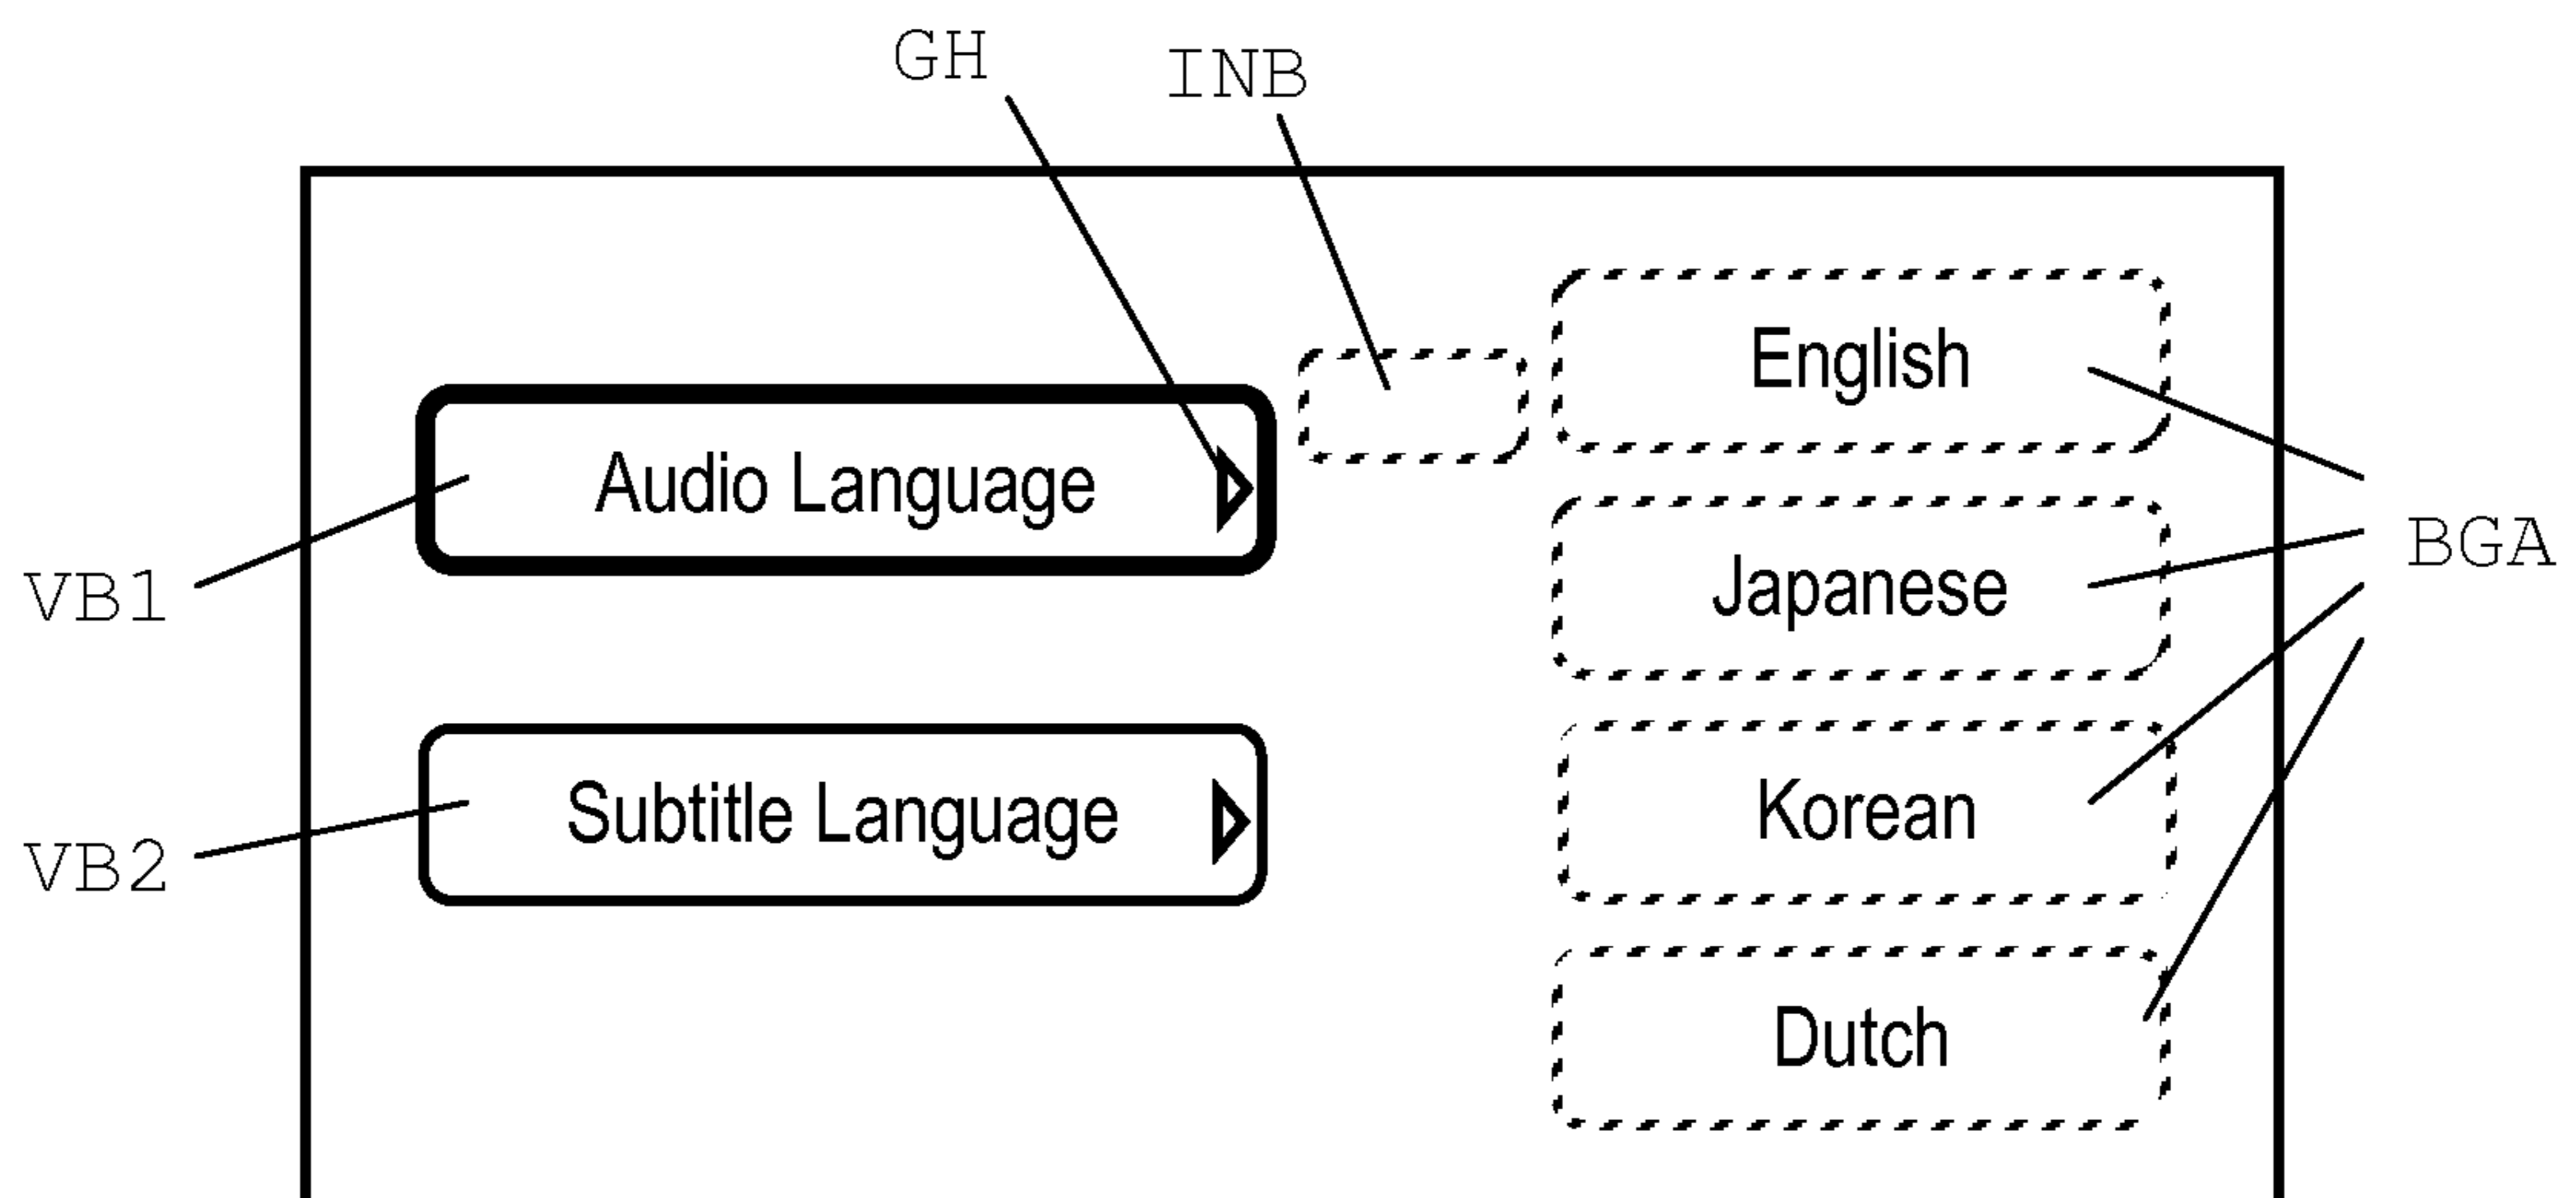 GH
INB
English
Audio Language
Japanese
BGA
VB1
Subtitle Language
Korean
VB2
Dutch